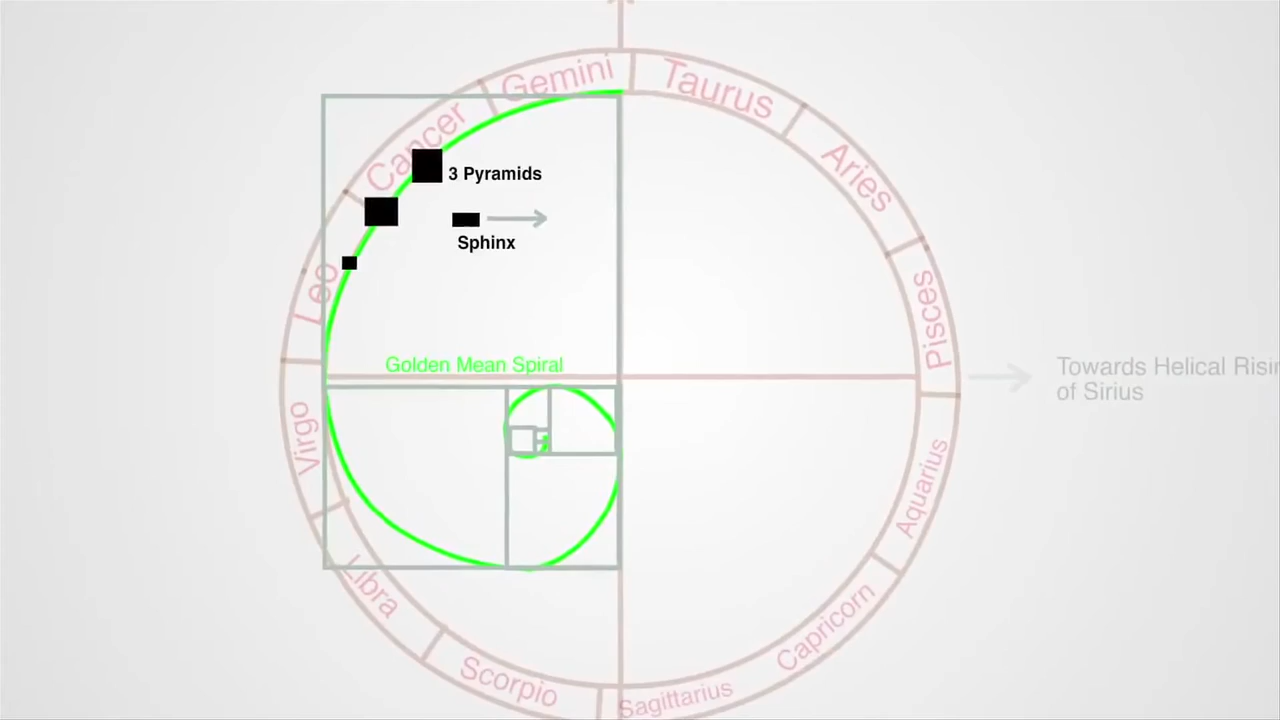 Gemini
Taurus
Cancer
Aries
3 Pyramids
Sphinx
Leo
Pisces
Golden Mean Spiral
Towards Helical Risin
of Sirius
Virgo
Aquarius
Libra
Capricorn
Scorpio
Sagittarius